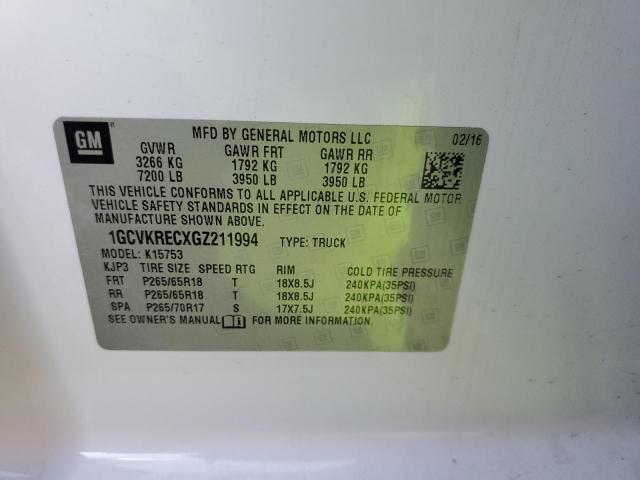 GM
MFD BY GENERAL MOTORS LLC 02/16
GVWR GAWR FRT GAWR RR
3266 KG 1792 KG 1792 KG
7200 LB 3950 LB 3950 LB
THIS VEHICLE CONFORMS TO ALL APPLICABLE U.S. FEDERAL MOTOR
VEHICLE SAFETY STANDARDS IN EFFECT ON THE DATE OF
MANUFACTURE SHOWN ABOVE.
1GCVKRECXGZ211994 TYPE: TRUCK
MODEL: K15753
KJP3 TIRE SIZE SPEED RTG RIM COLD TIRE PRESSURE
FRT P265/65R18 T 18X8.5J 240KPA(35PSI)
RR P265/65R18 T 18X8.5J 240KPA(35PSI)
SPA P265/70R17 S 17X7.5J 240KPA(35PSI)
SEE OWNER'S MANUAL FOR MORE INFORMATION.